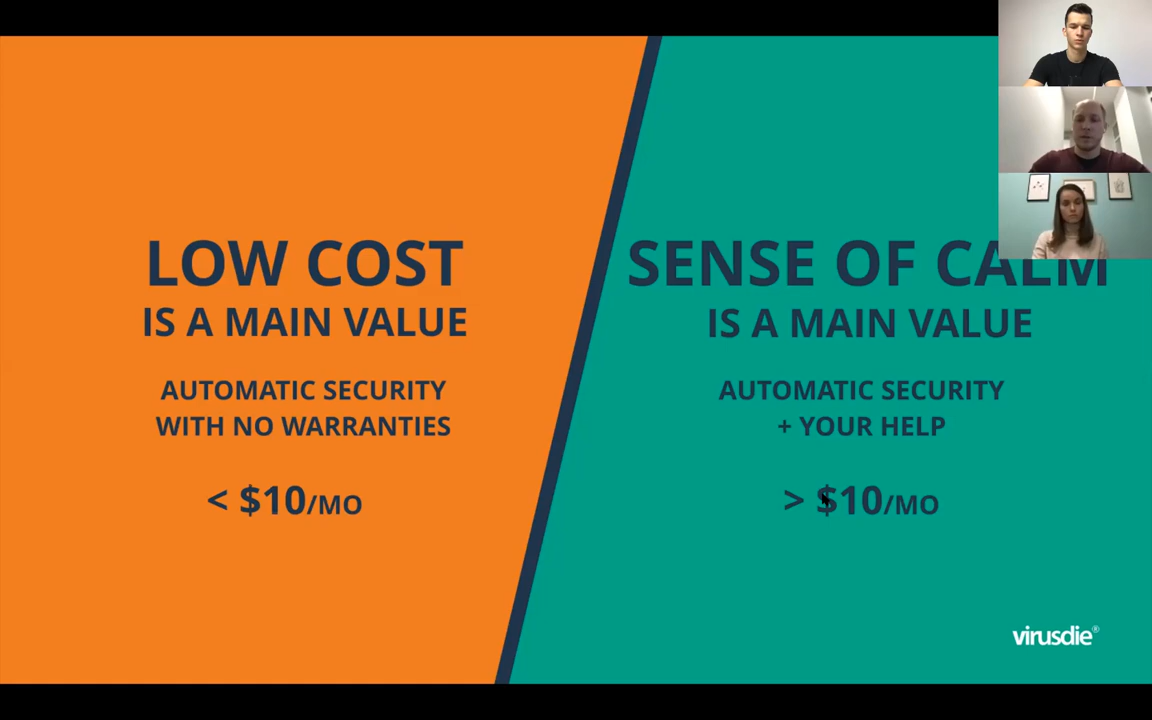 LOW COST
IS A MAIN VALUE
AUTOMATIC SECURITY
WITH NO WARRANTIES
< $10/MO
SENSE OF CALM
IS A MAIN VALUE
AUTOMATIC SECURITY
+ YOUR HELP
> $10/MO
virusdie®